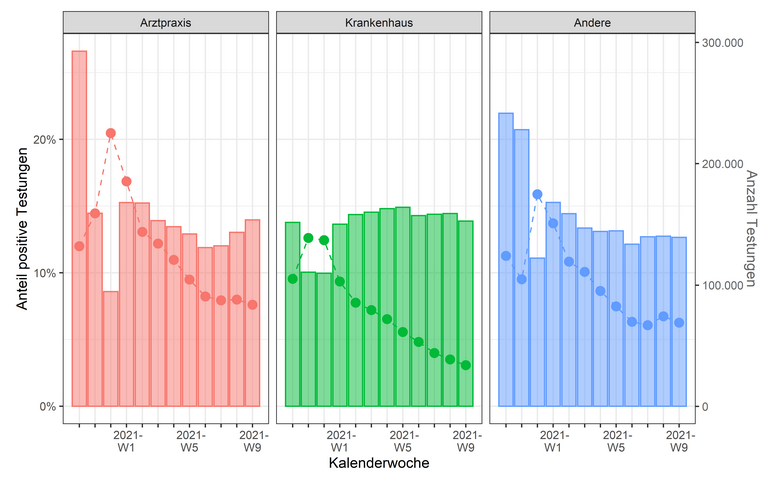 Arztpraxis
Krankenhaus
Andere
Anteil positive Testungen
20%
10%
0%
300.000
200.000
100.000
0
Anzahl Testungen
2021-
W1
2021-
W5
2021-
W9
2021-
W1
2021-
W5
2021-
W9
2021-
W1
2021-
W5
2021-
W9
Kalenderwoche